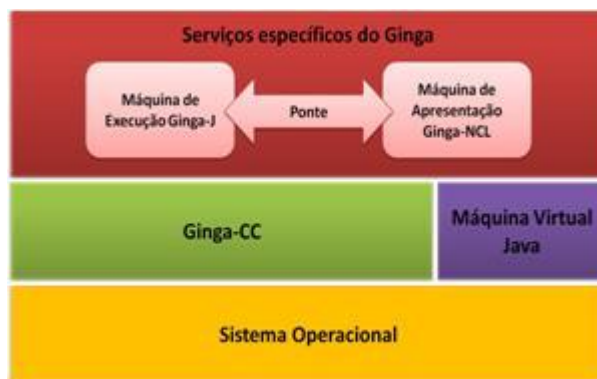 Serviços específicos do Ginga
Máquina de
Execução Ginga-J
Ponte
Máquina de
Apresentação
Ginga-NCL
Ginga-CC
Máquina Virtual
Java
Sistema Operacional